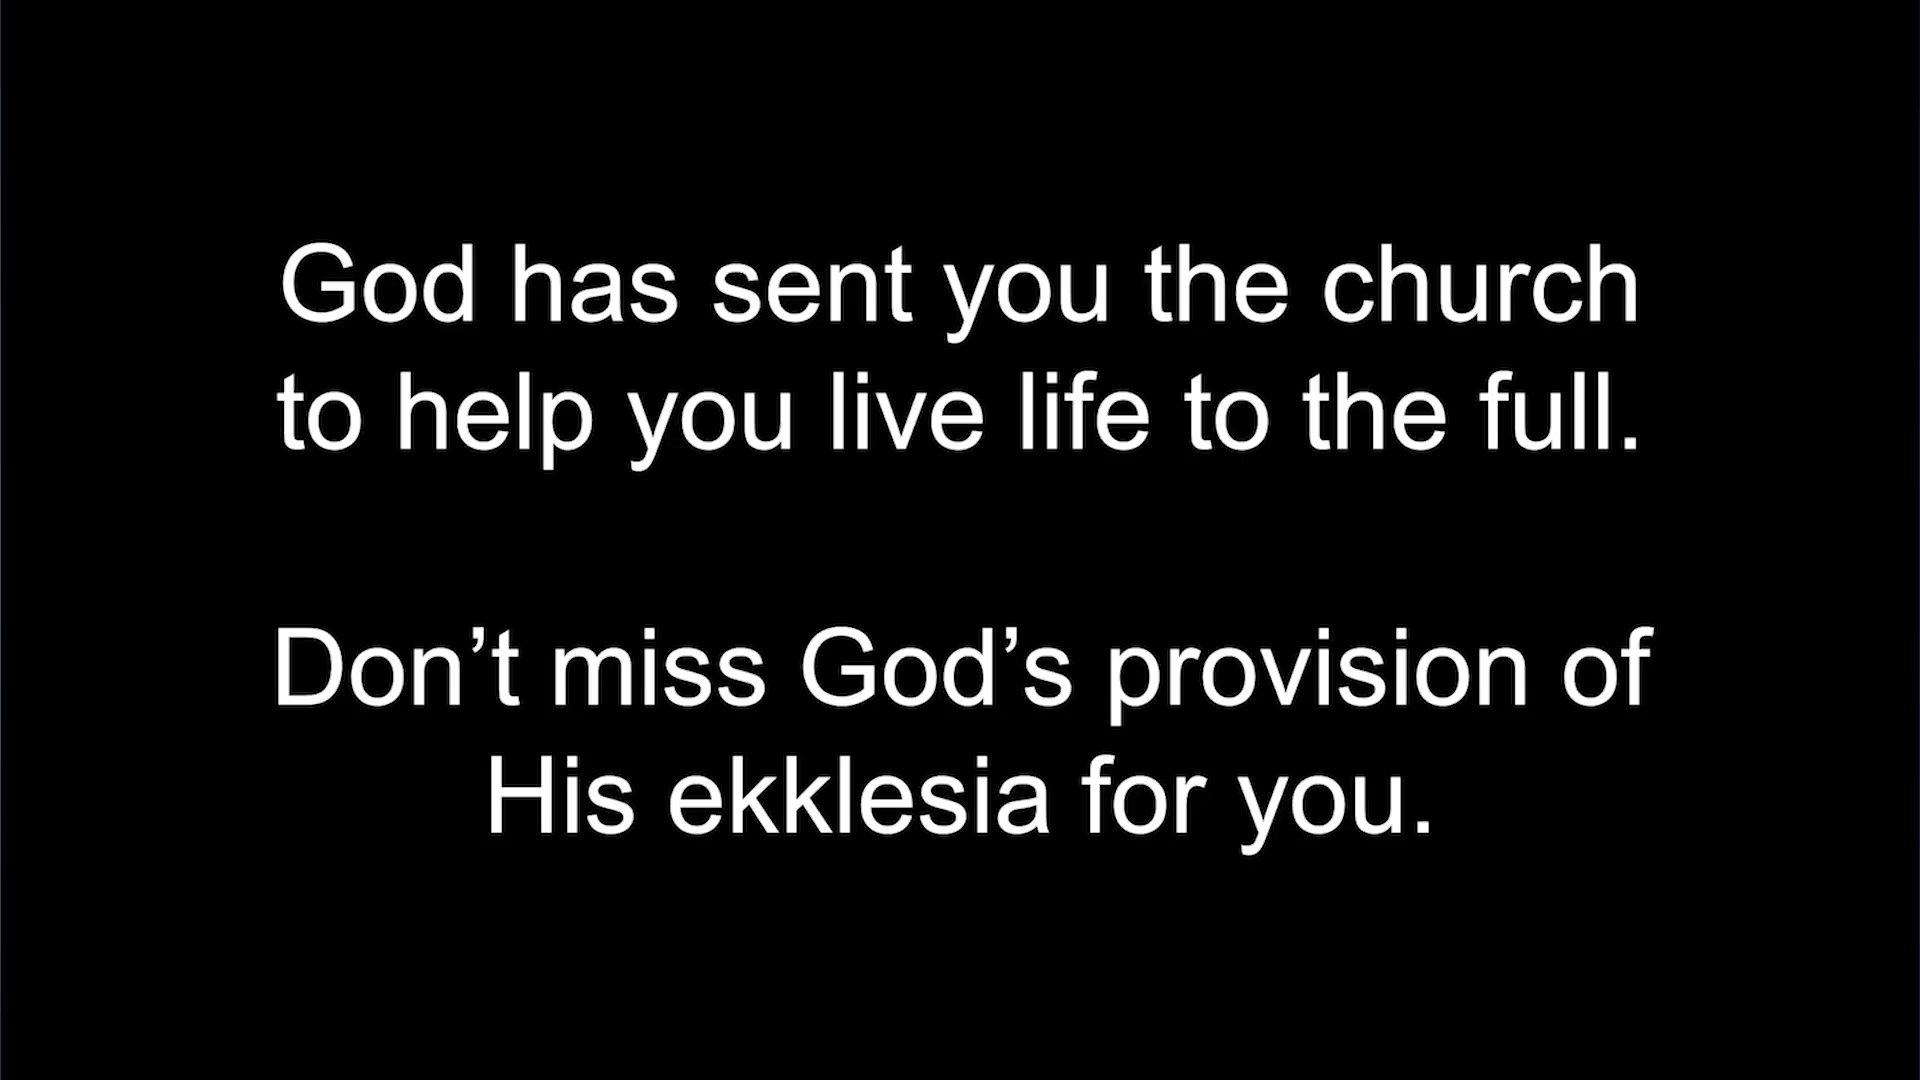 God has sent you the church
to help you live life to the full.
Don’t miss God’s provision of
His ekklesia for you.